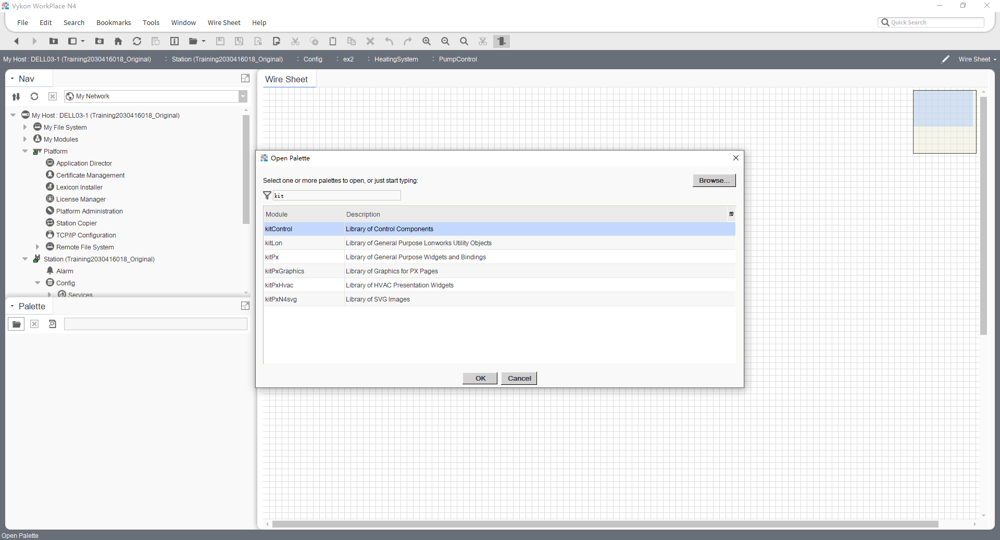 Vykon WorkPlace N4
File Edit Search Bookmarks Tools Window Wire Sheet Help
Quick Search
My Host : DELL03-1 (Training2030416018_Original) : Station (Training2030416018_Original) : Config : ex2 : HeatingSystem : PumpControl
Wire Sheet
Nav
My Network
My Host : DELL03-1 (Training2030416018_Original)
My File System
My Modules
Platform
Application Director
Certificate Management
Lexicon Installer
License Manager
Platform Administration
Station Copier
TCP/IP Configuration
Remote File System
Station (Training2030416018_Original)
Alarm
Config
Services
Palette
Wire Sheet
Open Palette
Select one or more palettes to open, or just start typing:
Browse...
kit
Module Description
kitControl Library of Control Components
kitLon Library of General Purpose Lonworks Utility Objects
kitPx Library of General Purpose Widgets and Bindings
kitPxGraphics Library of Graphics for PX Pages
kitPxHvac Library of HVAC Presentation Widgets
kitPxN4svg Library of SVG Images
OK Cancel
Open Palette